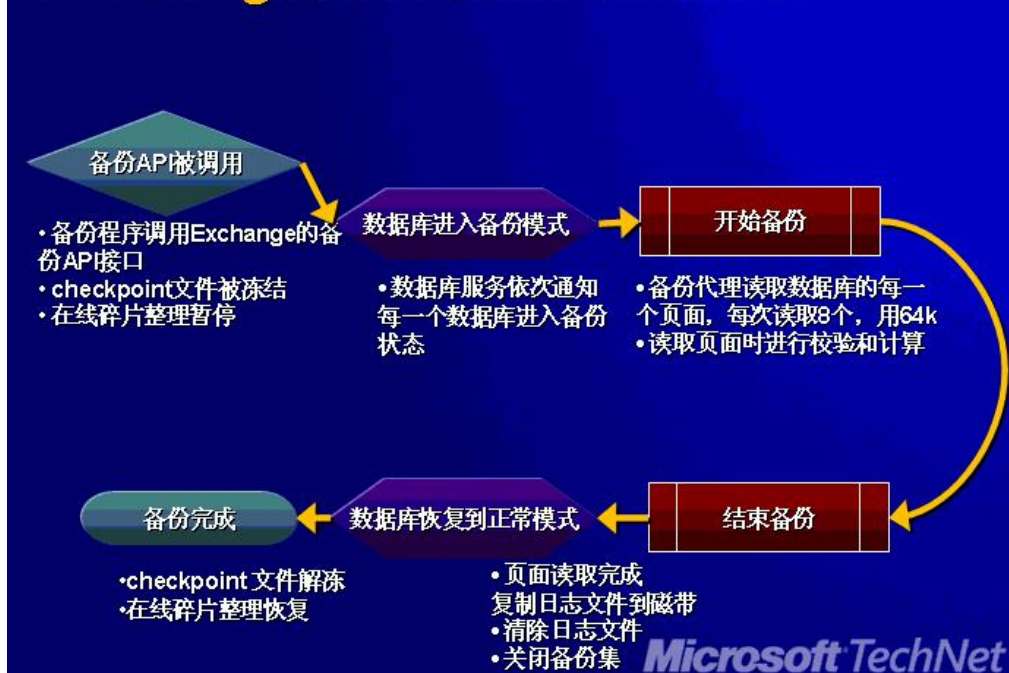 备份API被调用
• 备份程序调用Exchange的备
份API接口
• checkpoint文件被冻结
• 在线碎片整理暂停
数据库进入备份模式
• 数据库服务依次通知
每一个数据库进入备份
状态
开始备份
• 备份代理读取数据库的每一
个页面，每次读取8个，用64k
• 读取页面时进行校验和计算
结束备份
• 页面读取完成
复制日志文件到磁带
• 清除日志文件
• 关闭备份集
数据库恢复到正常模式
备份完成
•checkpoint 文件解冻
•在线碎片整理恢复
Microsoft TechNet